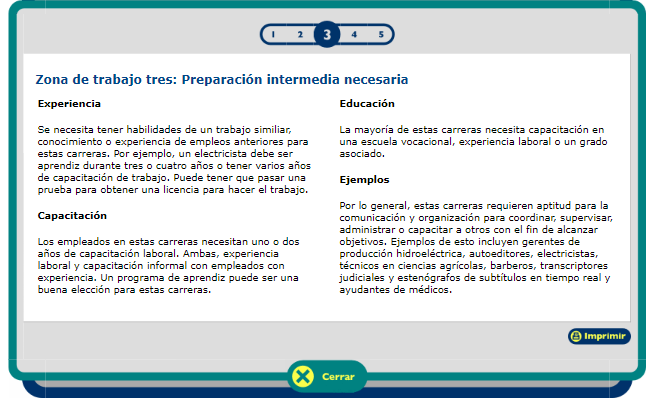 1 2 3 4 5
Zona de trabajo tres: Preparación intermedia necesaria
Experiencia
Se necesita tener habilidades de un trabajo similiar,
conocimiento o experiencia de empleos anteriores para
estas carreras. Por ejemplo, un electricista debe ser
aprendiz durante tres o cuatro años o tener varios años
de capacitación de trabajo. Puede tener que pasar una
prueba para obtener una licencia para hacer el trabajo.
Capacitación
Los empleados en estas carreras necesitan uno o dos
años de capacitación laboral. Ambas, experiencia
laboral y capacitación informal con empleados con
experiencia. Un programa de aprendiz puede ser una
buena elección para estas carreras.
Educación
La mayoría de estas carreras necesita capacitación en
una escuela vocacional, experiencia laboral o un grado
asociado.
Ejemplos
Por lo general, estas carreras requieren aptitud para la
comunicación y organización para coordinar, supervisar,
administrar o capacitar a otros con el fin de alcanzar
objetivos. Ejemplos de esto incluyen gerentes de
producción hidroeléctrica, autoeditores, electricistas,
técnicos en ciencias agrícolas, barberos, transcriptores
judiciales y estenógrafos de subtítulos en tiempo real y
ayudantes de médicos.
Imprimir
Cerrar